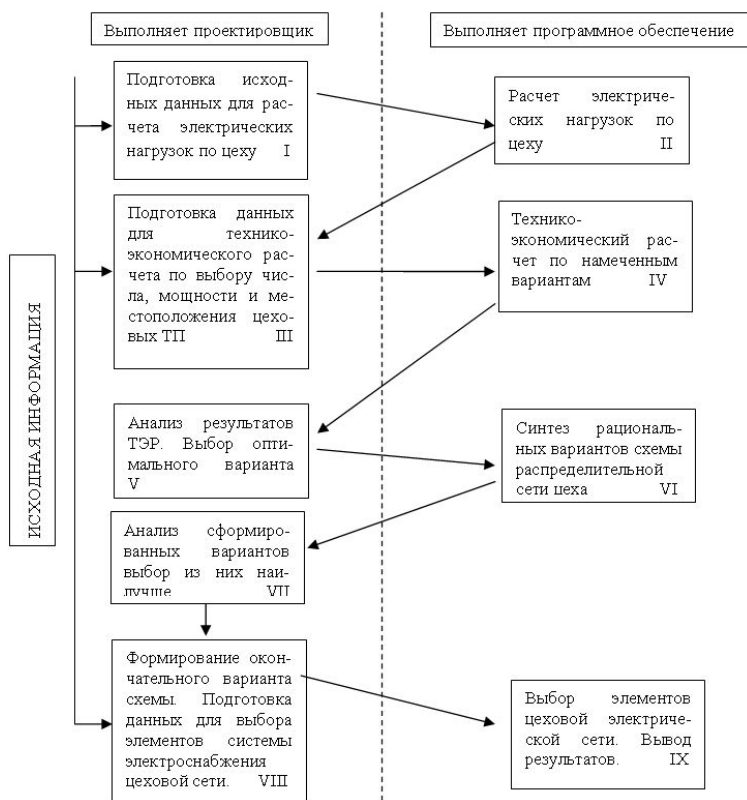 Выполняет проектировщик
Выполняет программное обеспечение
ИСХОДНАЯ ИНФОРМАЦИЯ
Подготовка исход-
ных данных для рас-
чета электрических
нагрузок по цеху I
Расчет электриче-
ских нагрузок по
цеху II
Подготовка данных
для технико-
экономического рас-
чета по выбору чис-
ла, мощности и ме-
стоположения цехо-
вых ТП III
Технико-
экономический рас-
чет по намеченным
вариантам IV
Анализ результатов
ТЭР. Выбор опти-
мального варианта
V
Синтез рациональ-
ных вариантов схемы
распределительной
сети цеха VI
Анализ сформиро-
ванных вариантов
выбор из них наи-
лучше VII
Формирование окон-
чательного варианта
схемы. Подготовка
данных для выбора
элементов системы
электроснабжения
цеховой сети. VIII
Выбор элементов
цеховой электриче-
ской сети. Вывод
результатов. IX